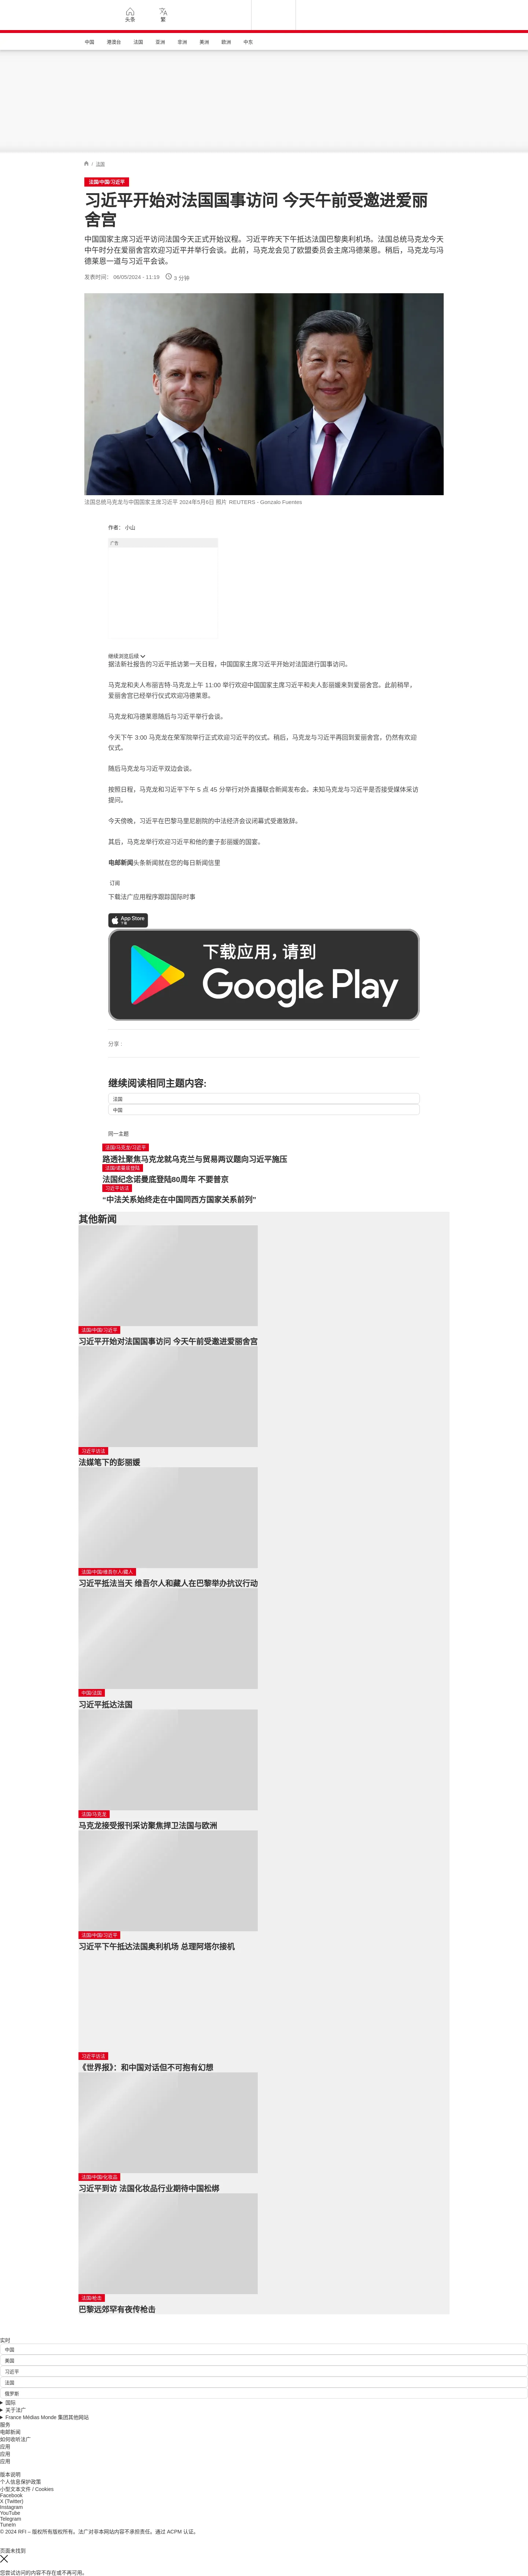 头条
繁
中国
港澳台
法国
亚洲
非洲
美洲
欧洲
中东
/ 法国
法国/中国/习近平
习近平开始对法国国事访问 今天午前受邀进爱丽
舍宫
中国国家主席习近平访问法国今天正式开始议程。习近平昨天下午抵达法国巴黎奥利机场。法国总统马克龙今天
中午时分在爱丽舍宫欢迎习近平并举行会谈。此前，马克龙会见了欧盟委员会主席冯德莱恩。稍后，马克龙与冯
德莱恩一道与习近平会谈。
发表时间： 06/05/2024 - 11:19 3 分钟
法国总统马克龙与中国国家主席习近平 2024年5月6日 照片 REUTERS - Gonzalo Fuentes
作者： 小山
广告
继续浏览后续
据法新社报告的习近平抵访第一天日程，中国国家主席习近平开始对法国进行国事访问。
马克龙和夫人布丽吉特·马克龙上午 11:00 举行欢迎中国国家主席习近平和夫人彭丽媛来到爱丽舍宫。此前稍早，
爱丽舍宫已经举行仪式欢迎冯德莱恩。
马克龙和冯德莱恩随后与习近平举行会谈。
今天下午 3:00 马克龙在荣军院举行正式欢迎习近平的仪式。稍后，马克龙与习近平再回到爱丽舍宫，仍然有欢迎
仪式。
随后马克龙与习近平双边会谈。
按照日程，马克龙和习近平下午 5 点 45 分举行对外直播联合新闻发布会。未知马克龙与习近平是否接受媒体采访
提问。
今天傍晚，习近平在巴黎马里尼剧院的中法经济会议闭幕式受邀致辞。
其后，马克龙举行欢迎习近平和他的妻子彭丽媛的国宴。
电邮新闻头条新闻就在您的每日新闻信里
订阅
下载法广应用程序跟踪国际时事
App Store
下载
下载应用，请到
Google Play
分享 :
继续阅读相同主题内容:
法国
中国
同一主题
法国/马克龙/习近平
路透社聚焦马克龙就乌克兰与贸易两议题向习近平施压
法国/诺曼底登陆
法国纪念诺曼底登陆80周年 不要普京
习近平访法
“中法关系始终走在中国同西方国家关系前列”
其他新闻
法国/中国/习近平
习近平开始对法国国事访问 今天午前受邀进爱丽舍宫
习近平访法
法媒笔下的彭丽媛
法国/中国/维吾尔人/藏人
习近平抵法当天 维吾尔人和藏人在巴黎举办抗议行动
中国/法国
习近平抵达法国
法国/马克龙
马克龙接受报刊采访聚焦捍卫法国与欧洲
法国/中国/习近平
习近平下午抵达法国奥利机场 总理阿塔尔接机
习近平访法
《世界报》：和中国对话但不可抱有幻想
法国/中国/化妆品
习近平到访 法国化妆品行业期待中国松绑
法国/枪击
巴黎远郊罕有夜传枪击
实时
中国
美国
习近平
法国
俄罗斯
国际
关于法广
France Médias Monde 集团其他网站
服务
电邮新闻
如何收听法广
应用
应用
应用
版本说明
个人信息保护政策
小型文本文件 / Cookies
Facebook
X (Twitter)
Instagram
YouTube
Telegram
TuneIn
© 2024 RFI – 版权所有版权所有。法广对非本网站内容不承担责任。通过 ACPM 认证。
页面未找到
您尝试访问的内容不存在或不再可用。